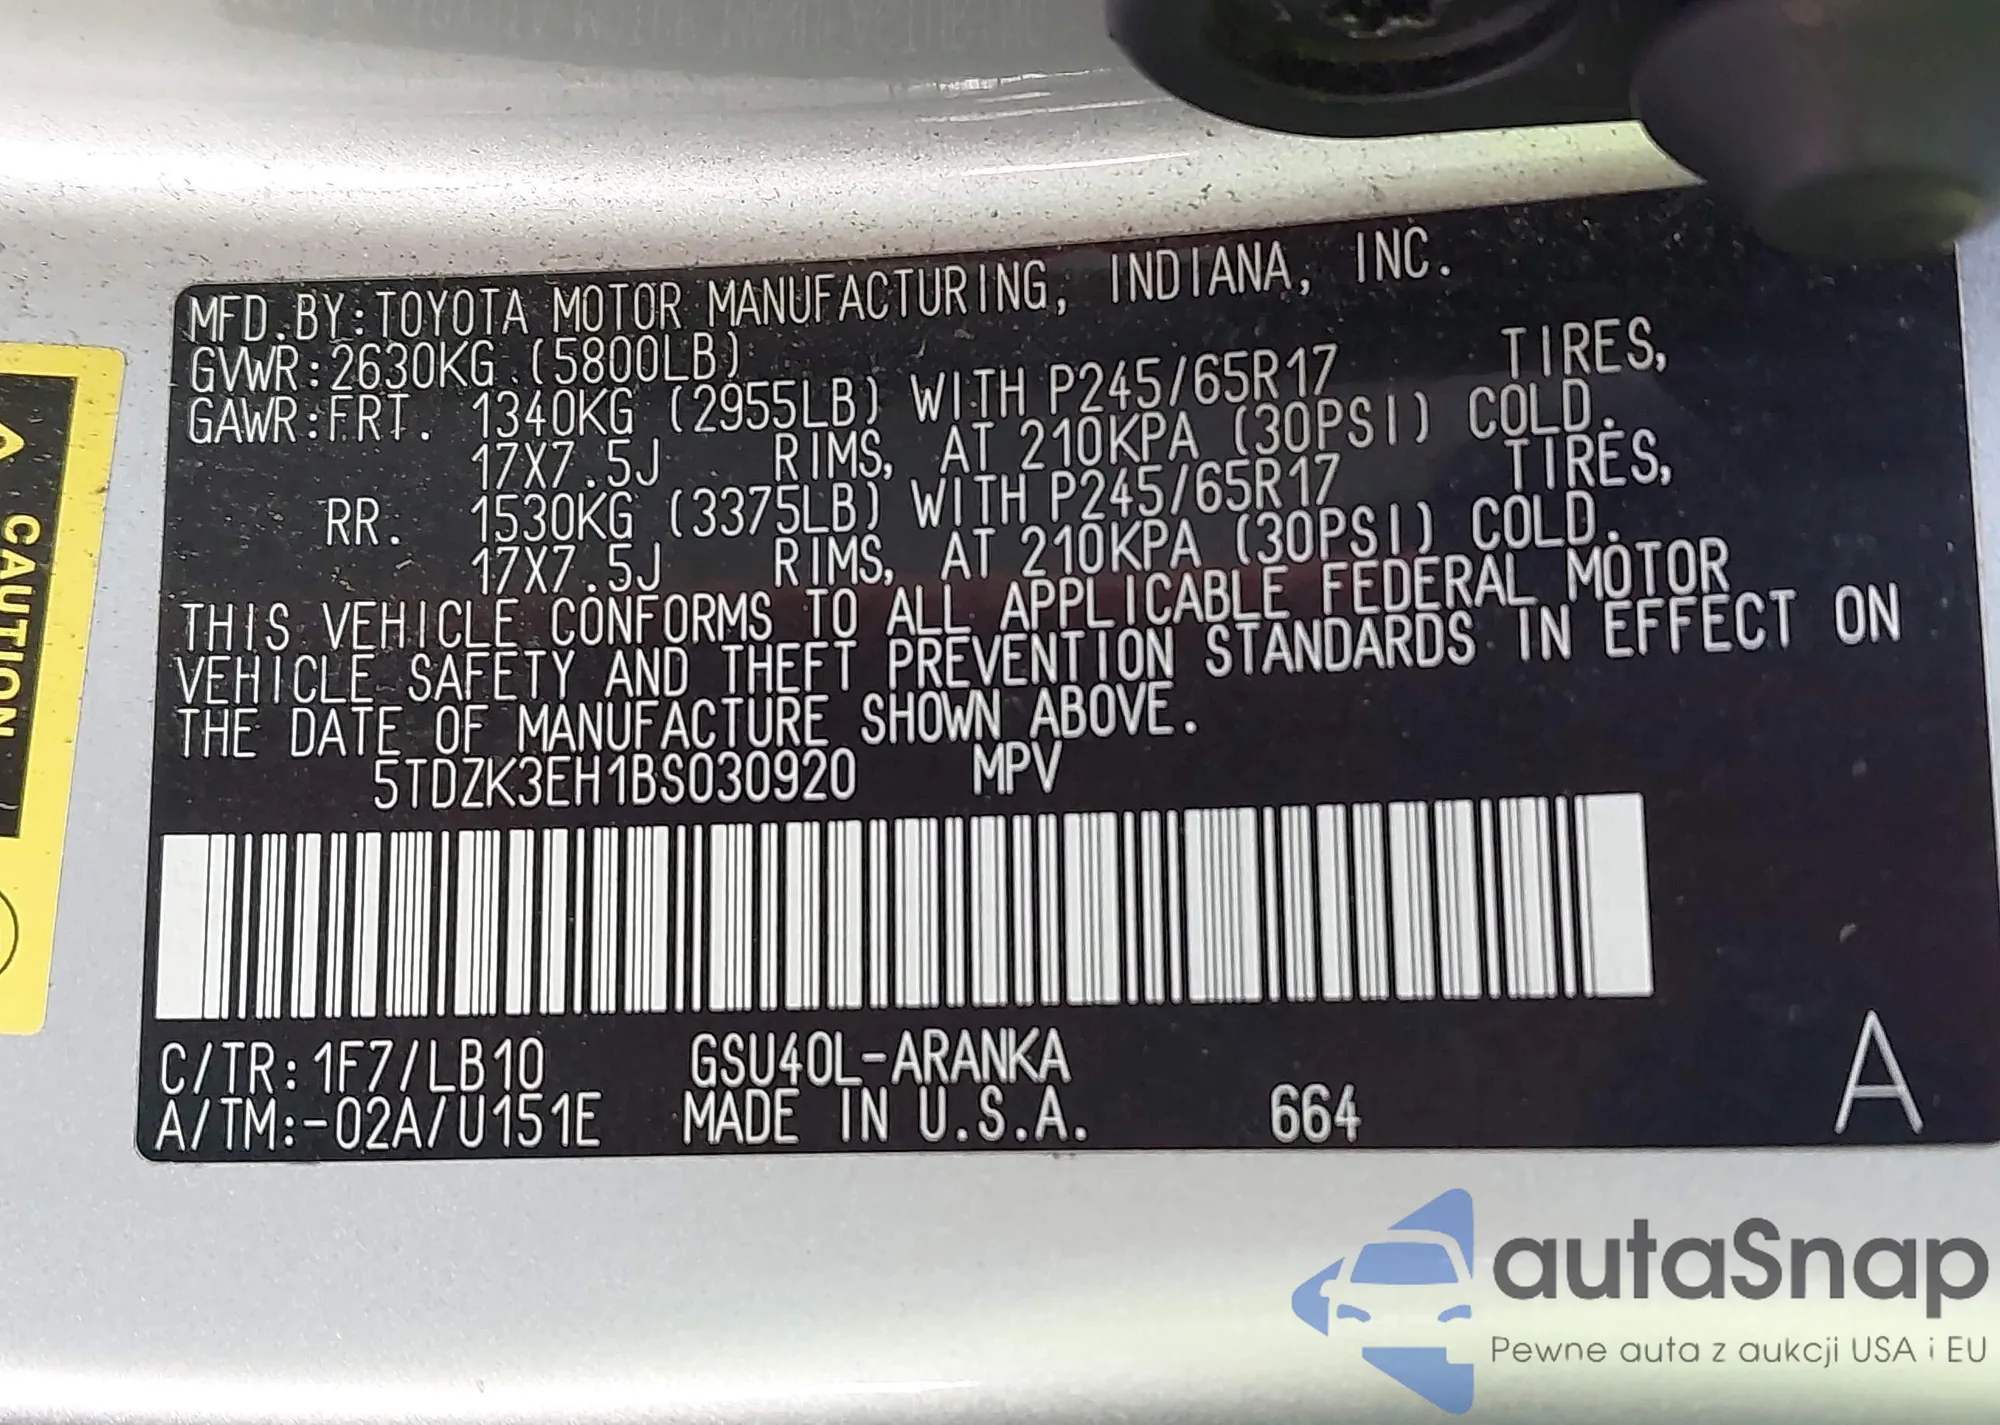 MFD.BY:TOYOTA MOTOR MANUFACTURING, INDIANA, INC.
GVWR:2630KG (5800LB)
GAWR:FRT. 1340KG (2955LB) WITH P245/65R17 TIRES,
17X7.5J RIMS, AT 210KPA (30PSI) COLD.
RR. 1530KG (3375LB) WITH P245/65R17 TIRES,
17X7.5J RIMS, AT 210KPA (30PSI) COLD.
THIS VEHICLE CONFORMS TO ALL APPLICABLE FEDERAL MOTOR
VEHICLE SAFETY AND THEFT PREVENTION STANDARDS IN EFFECT ON
THE DATE OF MANUFACTURE SHOWN ABOVE.
5TDZK3EH1BS030920 MPV
C/TR:1F7/LB10 GSU40L-ARANKA
A/TM:-02A/U151E MADE IN U.S.A. 664 A
CAUTION
autoSnap
Pewne auta z aukcji USA i EU